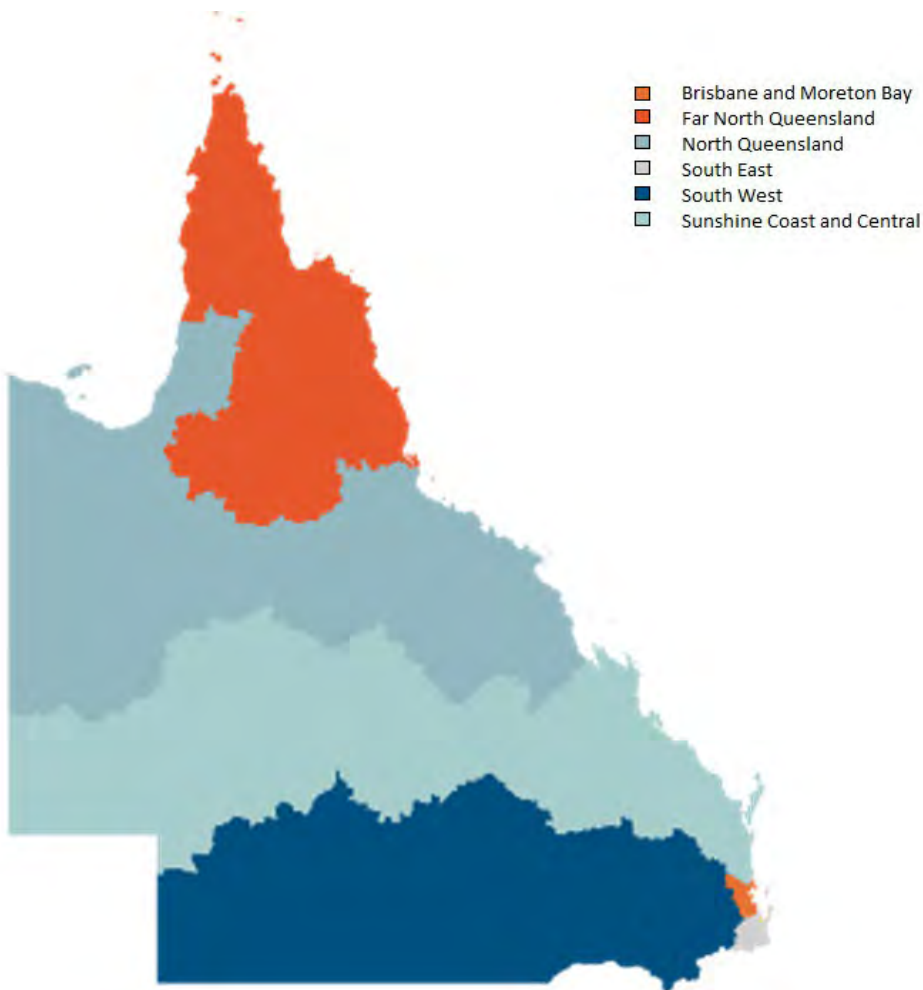 Brisbane and Moreton Bay
Far North Queensland
North Queensland
South East
South West
Sunshine Coast and Central